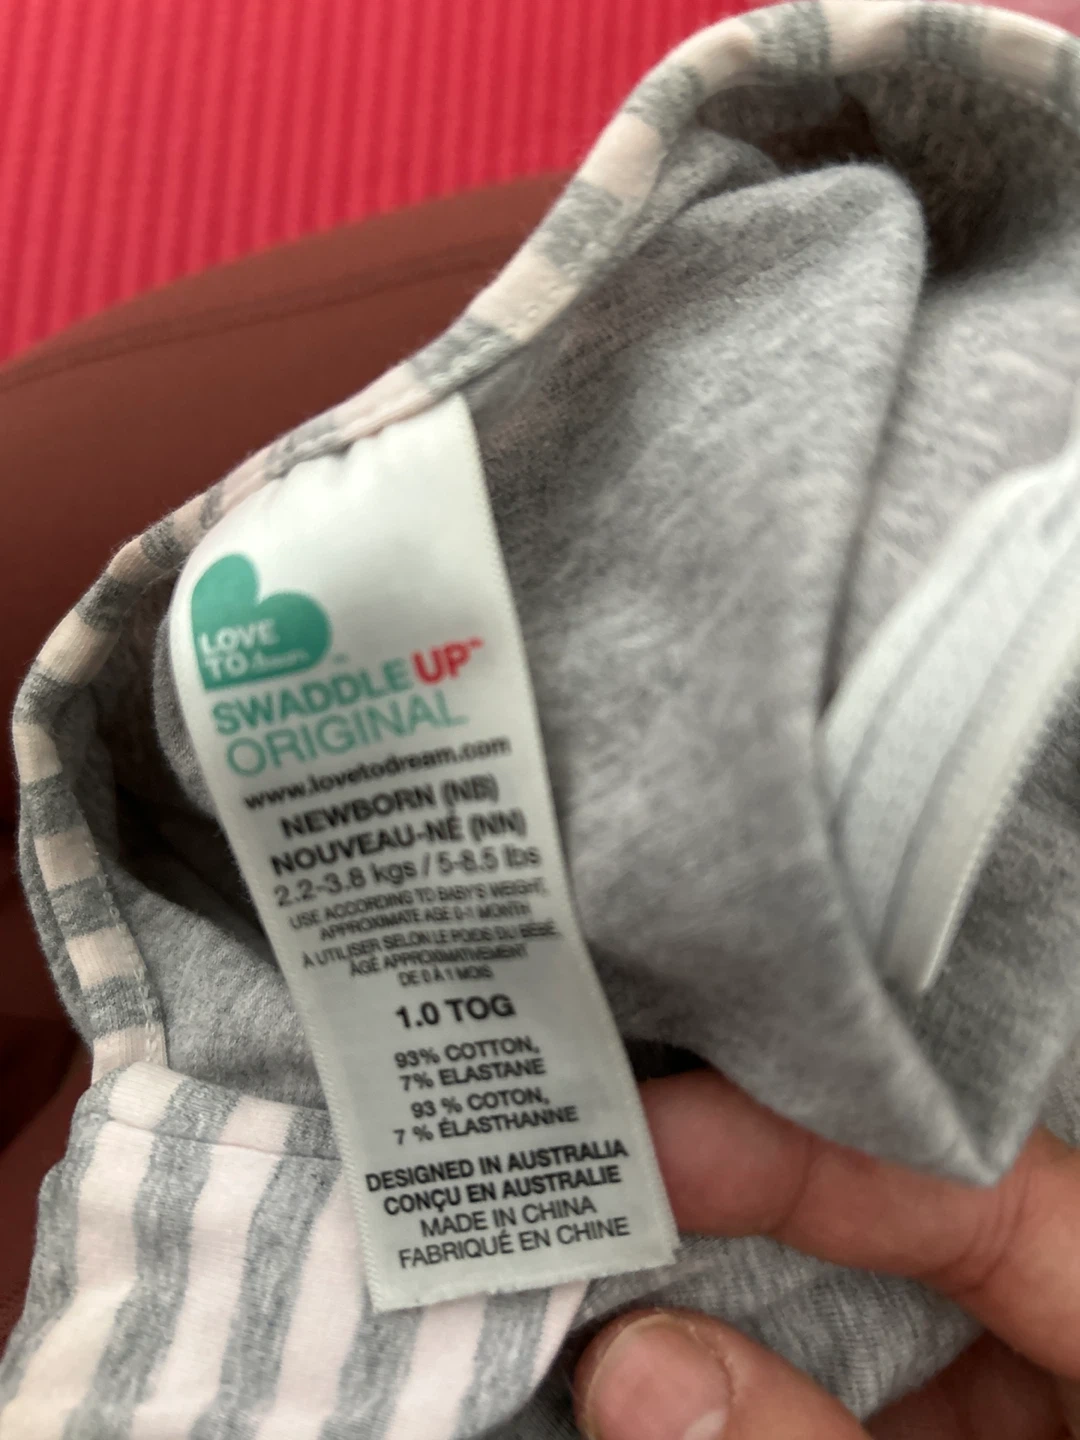 LOVE
TO dream
™
SWADDLE UP™
ORIGINAL
www.lovetodream.com
NEWBORN (NB)
NOUVEAU-NÉ (NN)
2.2-3.8 kgs / 5-8.5 lbs
USE ACCORDING TO BABY'S WEIGHT,
APPROXIMATE AGE 0-1 MONTH
À UTILISER SELON LE POIDS DU BÉBÉ,
ÂGE APPROXIMATIVEMENT
DE 0 À 1 MOIS
1.0 TOG
93% COTTON,
7% ELASTANE
93 % COTON,
7 % ÉLASTHANNE
DESIGNED IN AUSTRALIA
CONÇU EN AUSTRALIE
MADE IN CHINA
FABRIQUÉ EN CHINE